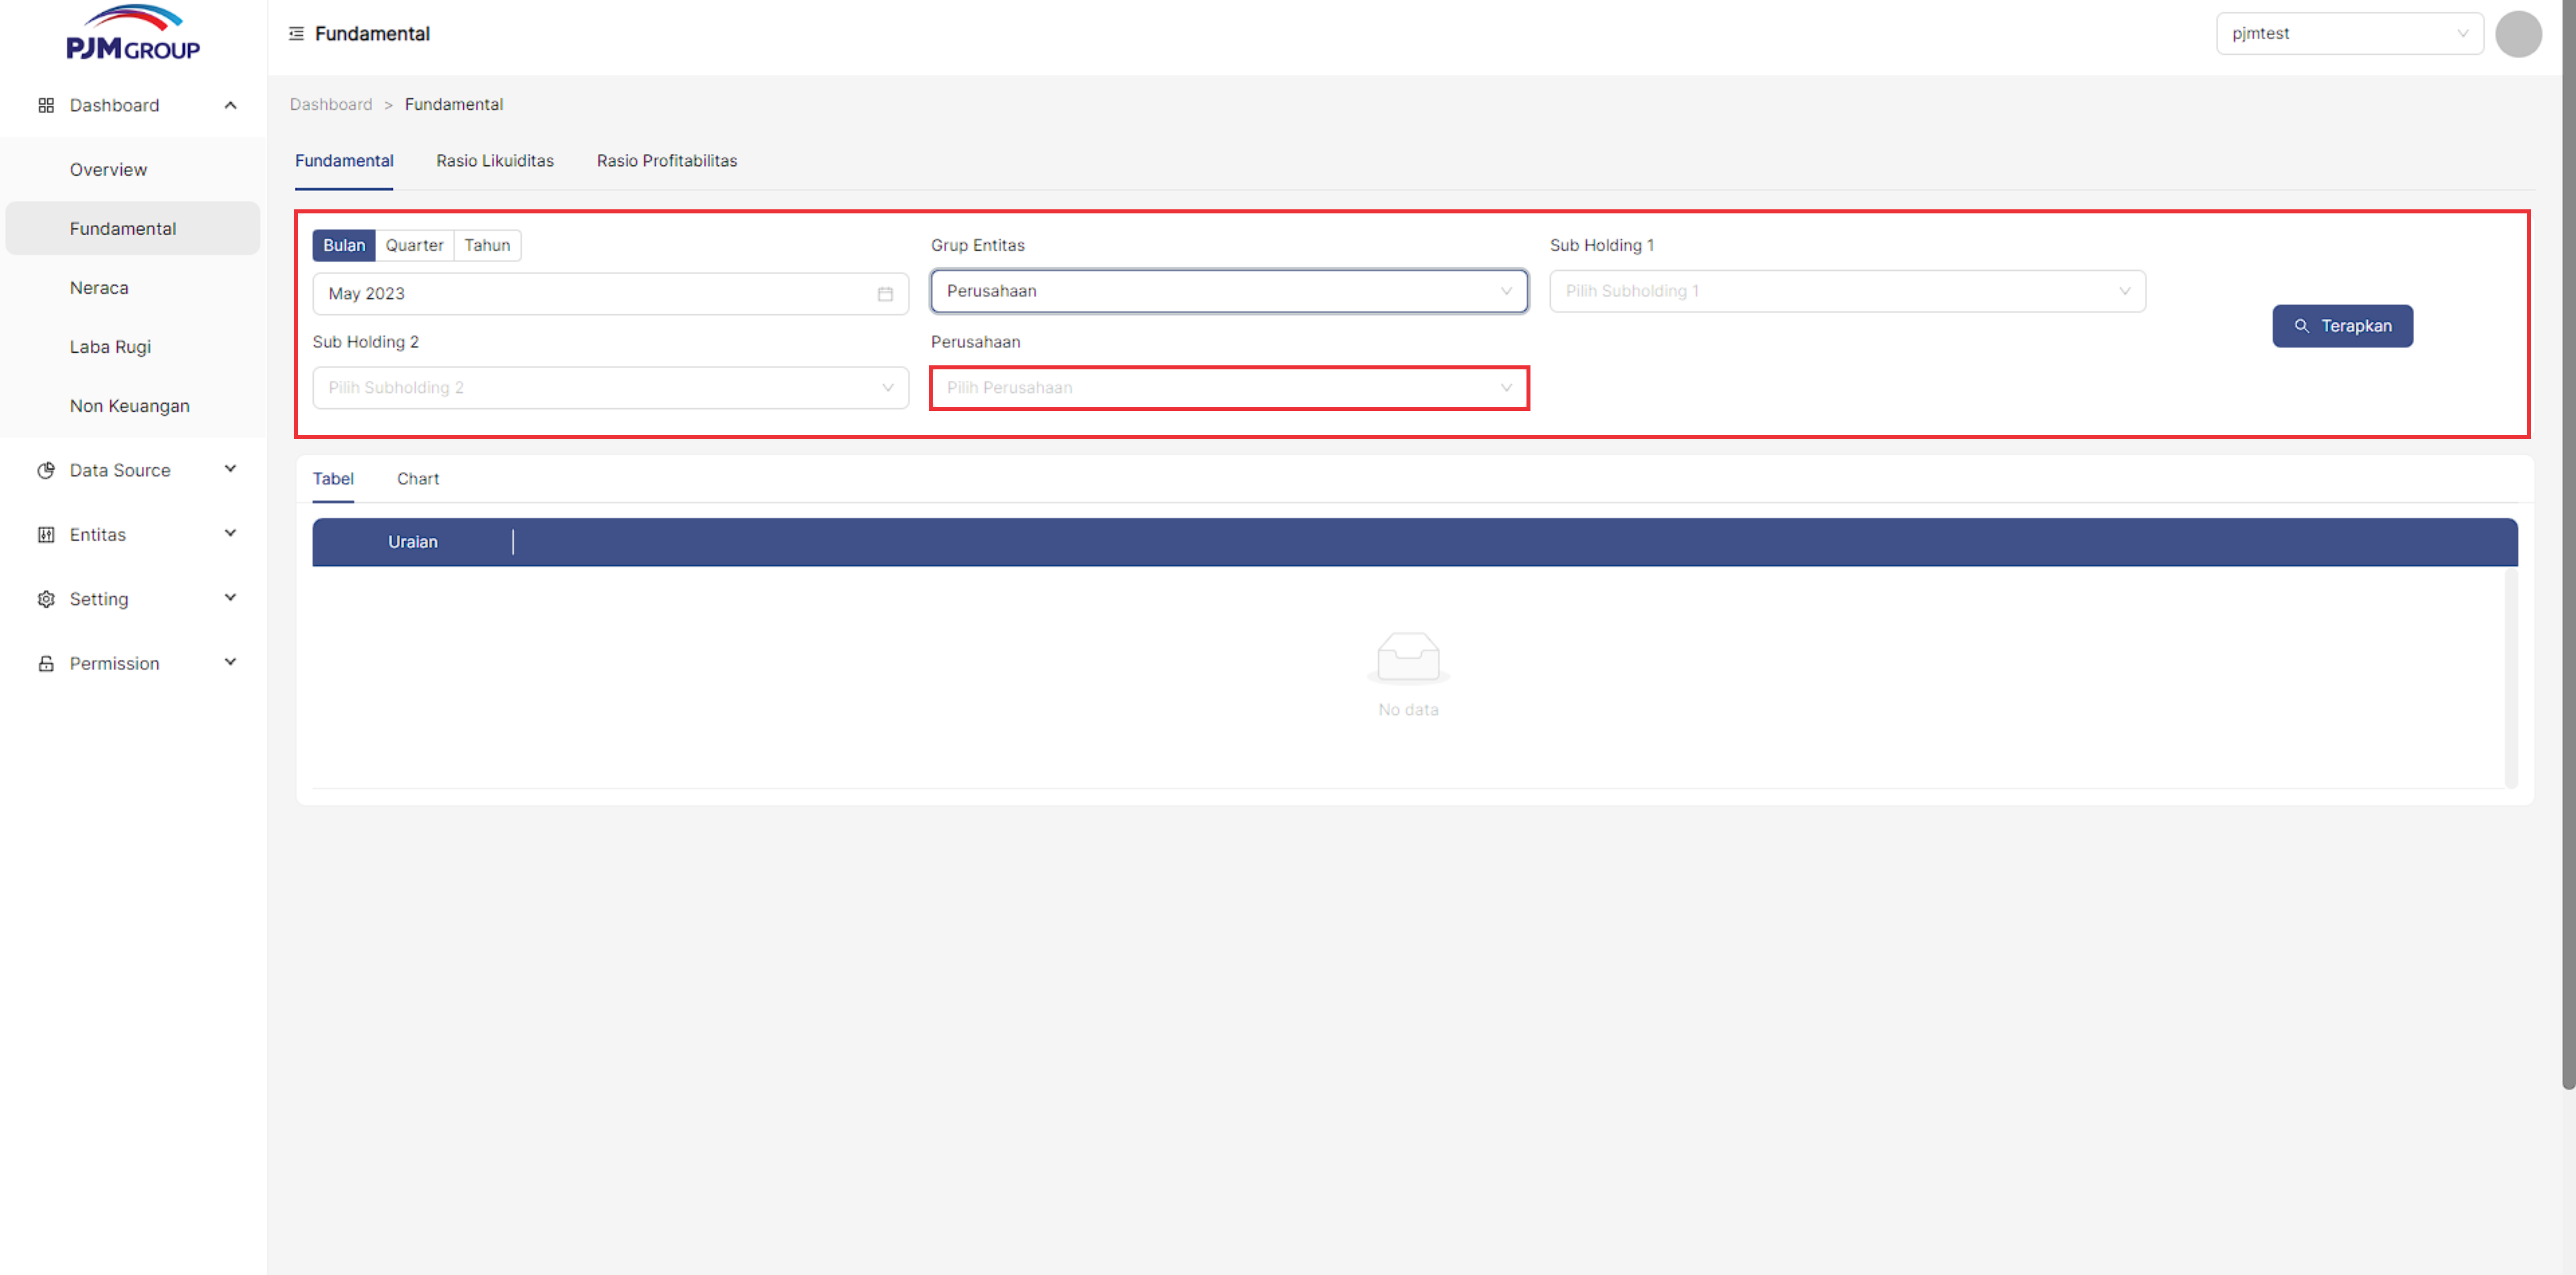 PJM GROUP
Dashboard
Overview
Fundamental
Neraca
Laba Rugi
Non Keuangan
Data Source
Entitas
Setting
Permission
Fundamental
pjmtest
Dashboard > Fundamental
Fundamental Rasio Likuiditas Rasio Profitabilitas
Bulan Quarter Tahun
May 2023
Grup Entitas
Perusahaan
Sub Holding 1
Pilih Subholding 1
Sub Holding 2
Pilih Subholding 2
Perusahaan
Pilih Perusahaan
Terapkan
Tabel Chart
Uraian
No data